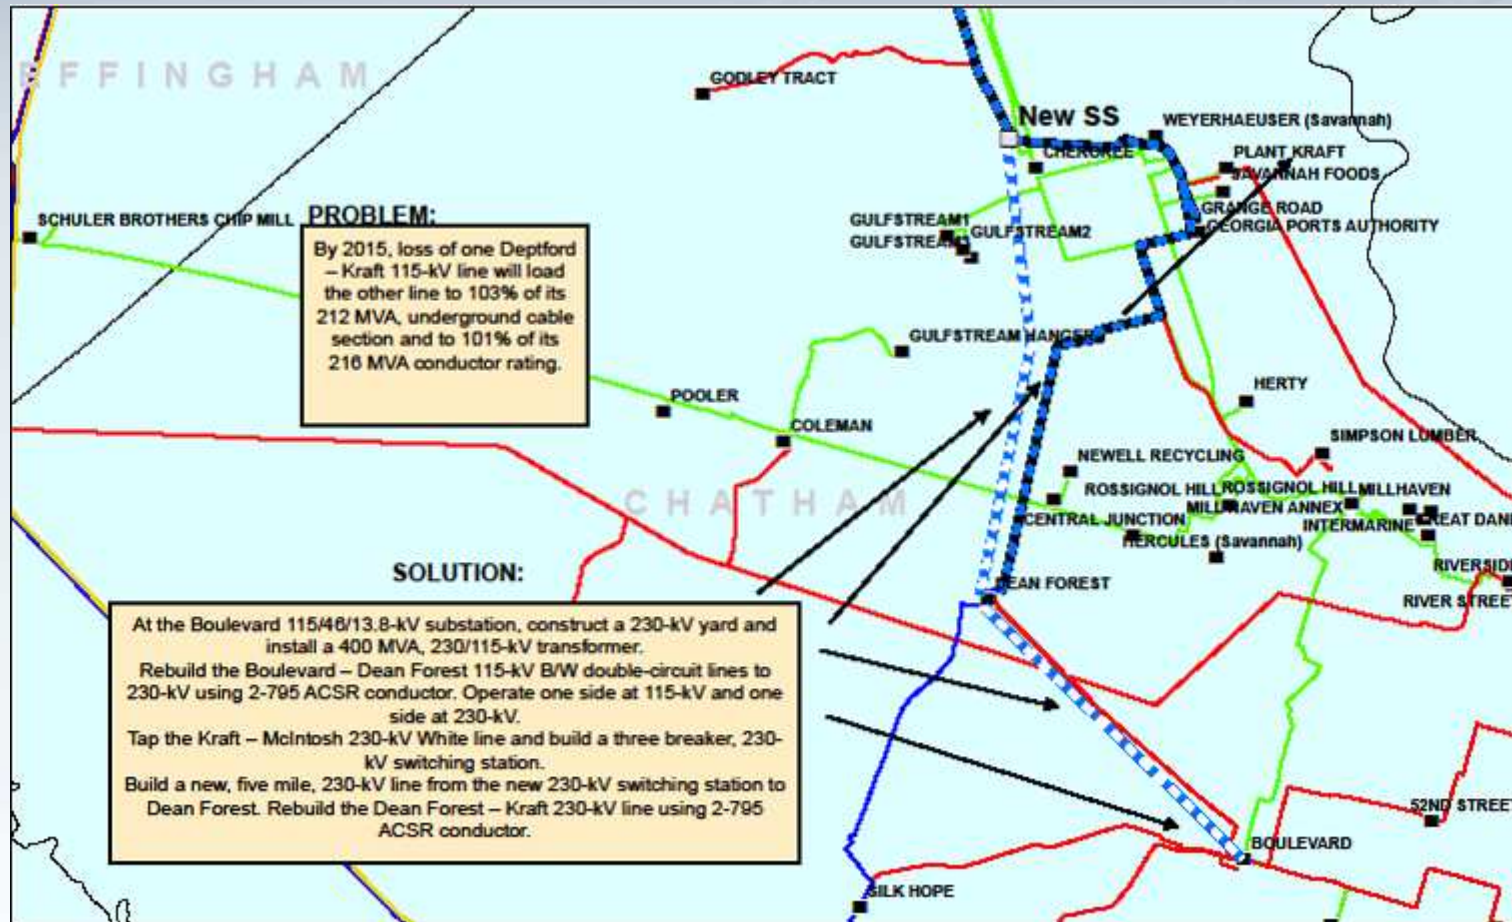 EFFINGHAM
GODLEY TRACT
New SS
WEYERHAEUSER (Savannah)
CHEROKEE
PLANT KRAFT
SAVANNAH FOODS
GRANGE ROAD
GEORGIA PORTS AUTHORITY
SCHULER BROTHERS CHIP MILL
PROBLEM:
By 2015, loss of one Deptford
– Kraft 115-kV line will load
the other line to 103% of its
212 MVA, underground cable
section and to 101% of its
216 MVA conductor rating.
GULFSTREAM1
GULFSTREAM2
GULFSTREAM3
GULFSTREAM HANGER
POOLER
COLEMAN
HERTY
SIMPSON LUMBER
NEWELL RECYCLING
CHATHAM
ROSSIGNOL HILL
ROSSIGNOL HILL
MILLHAVEN
MILLHAVEN ANNEX
CENTRAL JUNCTION
INTERMARINE
HERCULES (Savannah)
RIVER STREET
DEAN FOREST
SOLUTION:
At the Boulevard 115/46/13.8-kV substation, construct a 230-kV yard and
install a 400 MVA, 230/115-kV transformer.
Rebuild the Boulevard – Dean Forest 115-kV B/W double-circuit lines to
230-kV using 2-795 ACSR conductor. Operate one side at 115-kV and one
side at 230-kV.
Tap the Kraft – McIntosh 230-kV White line and build a three breaker, 230-
kV switching station.
Build a new, five mile, 230-kV line from the new 230-kV switching station to
Dean Forest. Rebuild the Dean Forest – Kraft 230-kV line using 2-795
ACSR conductor.
52ND STREET
BOULEVARD
SILK HOPE